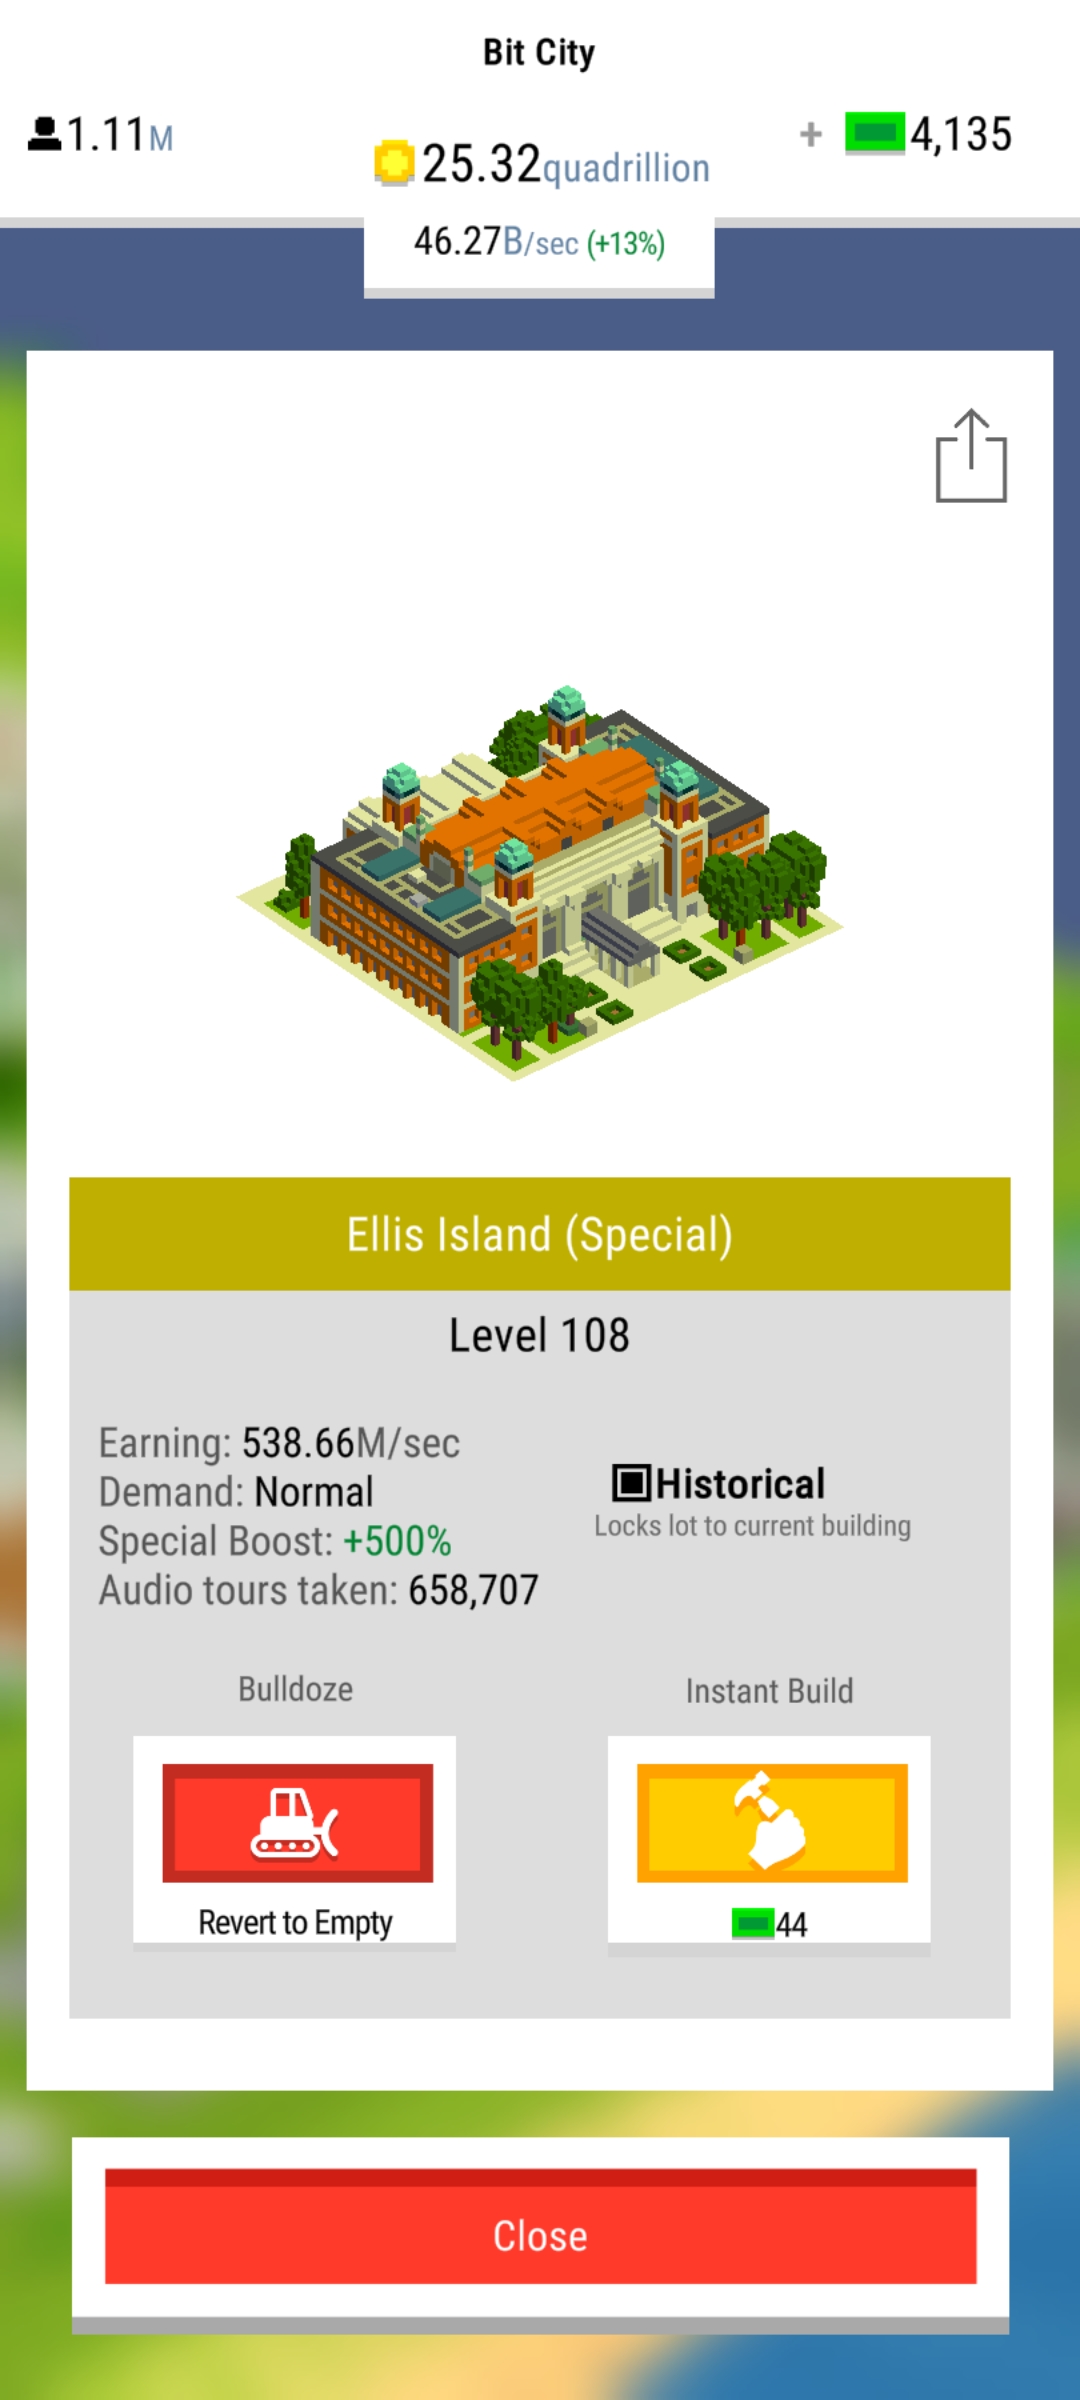 Bit City
1.11M
25.32quadrillion
+ 4,135
46.27B/sec (+13%)
Ellis Island (Special)
Level 108
Earning: 538.66M/sec
Demand: Normal
Special Boost: +500%
Audio tours taken: 658,707
Historical
Locks lot to current building
Bulldoze
Instant Build
Revert to Empty
44
Close